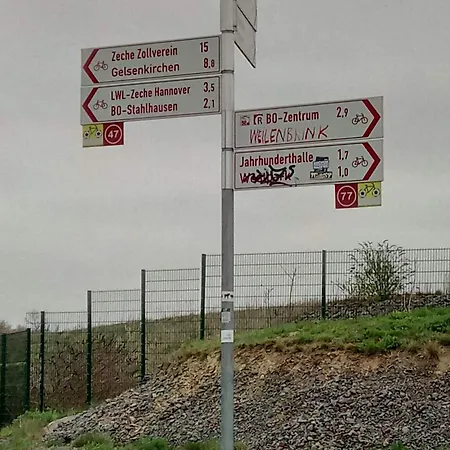 Zeche Zollverein 15
Gelsenkirchen 8,8
LWL-Zeche Hannover 3,5
BO-Stahlhausen 2,1
47
R BO-Zentrum 2,9
WEILENBRINK
Jahrhunderthalle 1,7
1,0
77